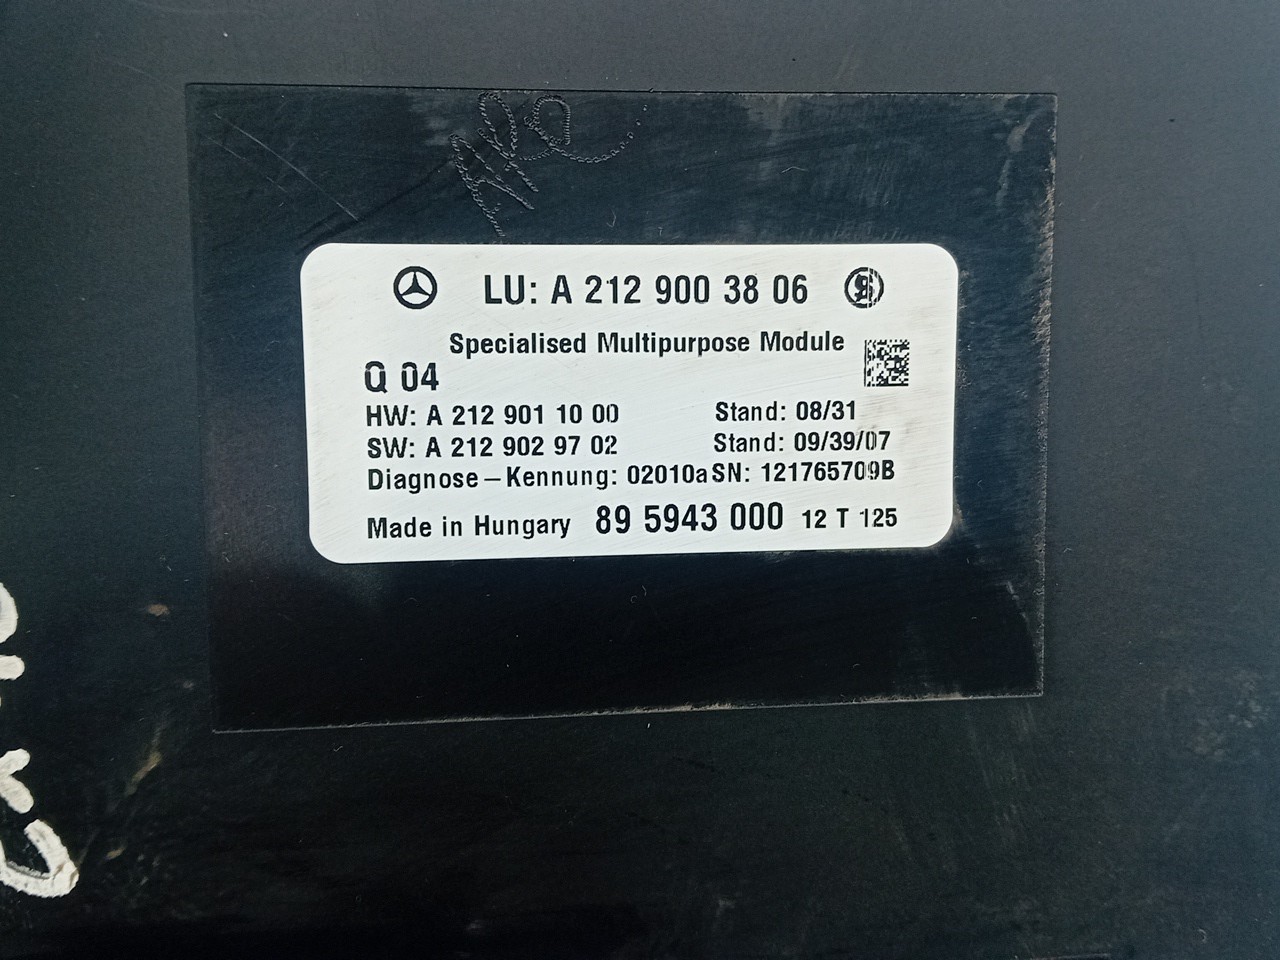 LU: A 212 900 38 06
Specialised Multipurpose Module
Q 04
HW: A 212 901 10 00 Stand: 08/31
SW: A 212 902 97 02 Stand: 09/39/07
Diagnose – Kennung: 02010a SN: 121765709B
Made in Hungary 89 5943 000 12 T 125